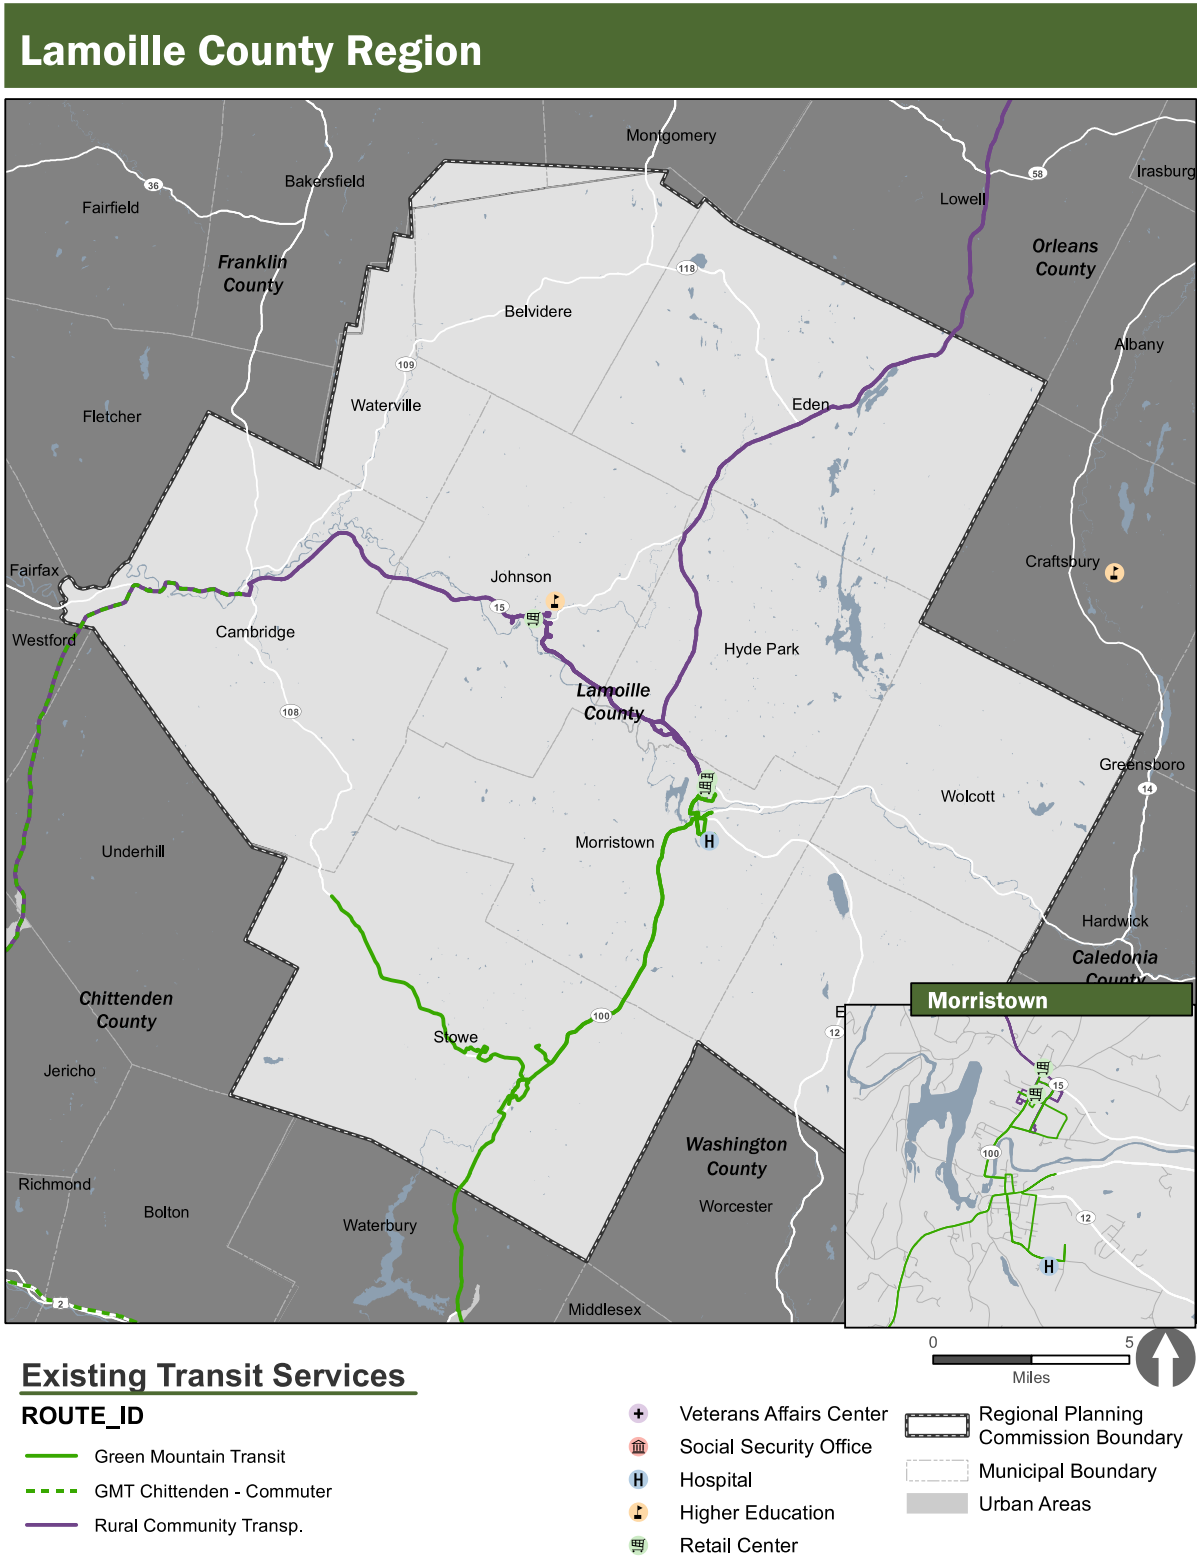 Lamoille County Region
Montgomery
58
Irasburg
36
Bakersfield
Fairfield
Lowell
Franklin
County
Orleans
County
118
Belvidere
Albany
109
Waterville
Eden
Fletcher
Fairfax
Craftsbury
Johnson
15
Westford
Cambridge
Hyde Park
Lamoille
County
108
Greensboro
14
Wolcott
Morristown
H
Underhill
Hardwick
Caledonia
County
Chittenden
County
Morristown
100
E
12
Stowe
Jericho
15
Washington
County
100
Richmond
Worcester
Bolton
Waterbury
12
H
2
Middlesex
0
5
Miles
Existing Transit Services
ROUTE_ID
Green Mountain Transit
GMT Chittenden - Commuter
Rural Community Transp.
Veterans Affairs Center
Social Security Office
H
Hospital
Higher Education
Retail Center
Regional Planning
Commission Boundary
Municipal Boundary
Urban Areas